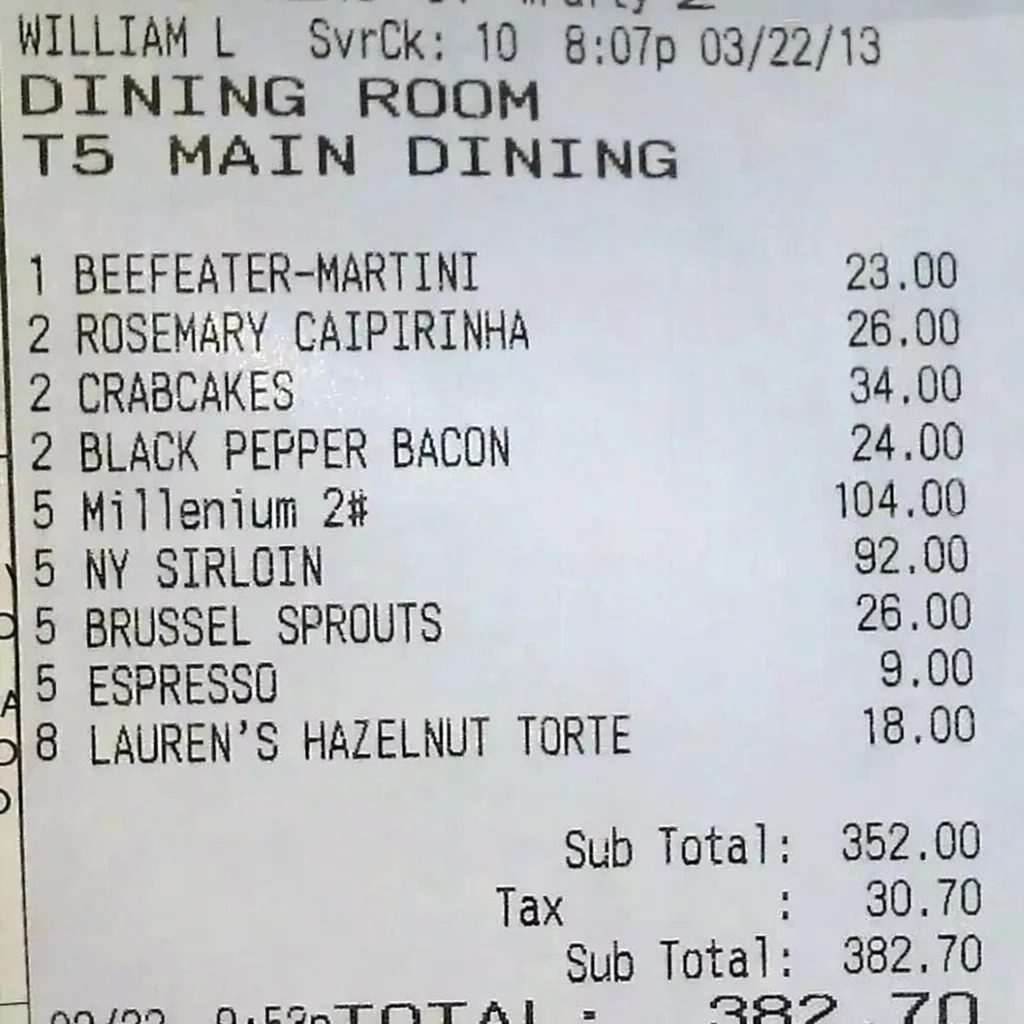 WILLIAM L SvrCk: 10 8:07p 03/22/13
DINING ROOM
T5 MAIN DINING
1 BEEFEATER-MARTINI 23.00
2 ROSEMARY CAIPIRINHA 26.00
2 CRABCAKES 34.00
2 BLACK PEPPER BACON 24.00
5 Millenium 2# 104.00
5 NY SIRLOIN 92.00
5 BRUSSEL SPROUTS 26.00
5 ESPRESSO 9.00
8 LAUREN'S HAZELNUT TORTE 18.00
Sub Total: 352.00
Tax : 30.70
Sub Total: 382.70
TOTAL: 382.70